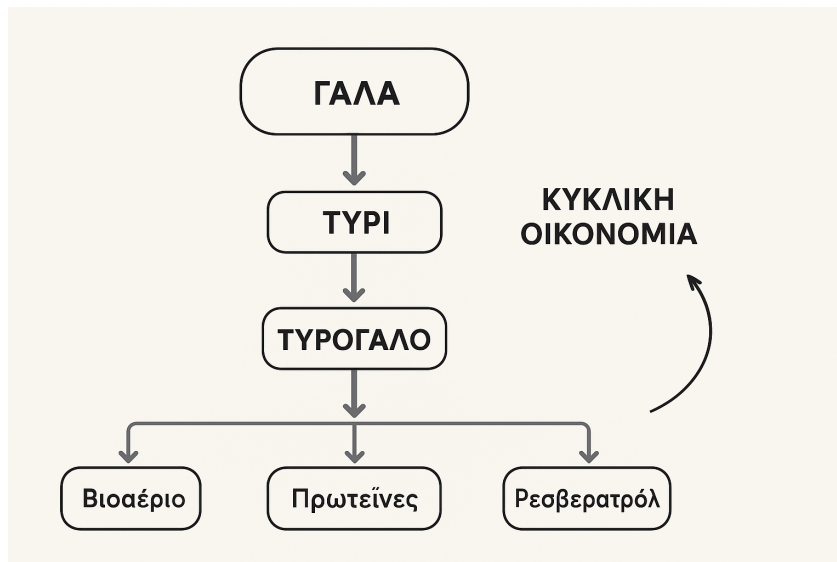 ΓΑΛΑ
ΤΥΡΙ
ΚΥΚΛΙΚΗ
ΟΙΚΟΝΟΜΙΑ
ΤΥΡΟΓΑΛΟ
Βιοαέριο
Πρωτεΐνες
Ρεσβερατρόλ